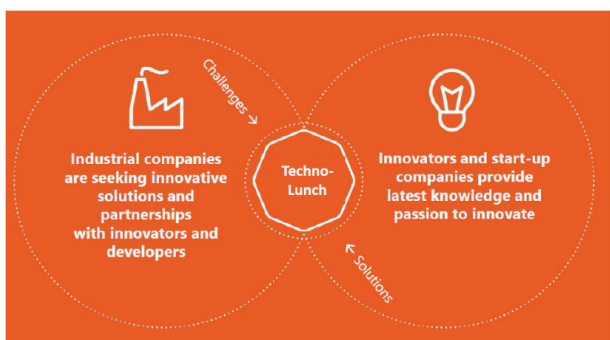 Challenges →
Industrial companies
are seeking innovative
solutions and
partnerships
with innovators and
developers
Techno-
Lunch
Innovators and start-up
companies provide
latest knowledge and
passion to innovate
← Solutions